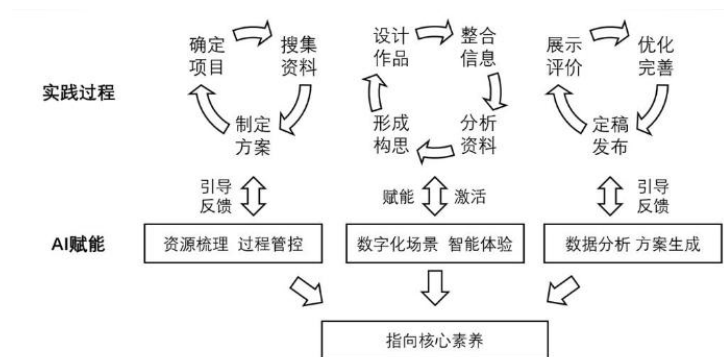 确定
项目
搜集
资料
制定
方案
设计
作品
整合
信息
形成
构思
分析
资料
展示
评价
优化
完善
定稿
发布
实践过程
引导
反馈
赋能 激活
引导
反馈
AI赋能
资源梳理 过程管控
数字化场景 智能体验
数据分析 方案生成
指向核心素养